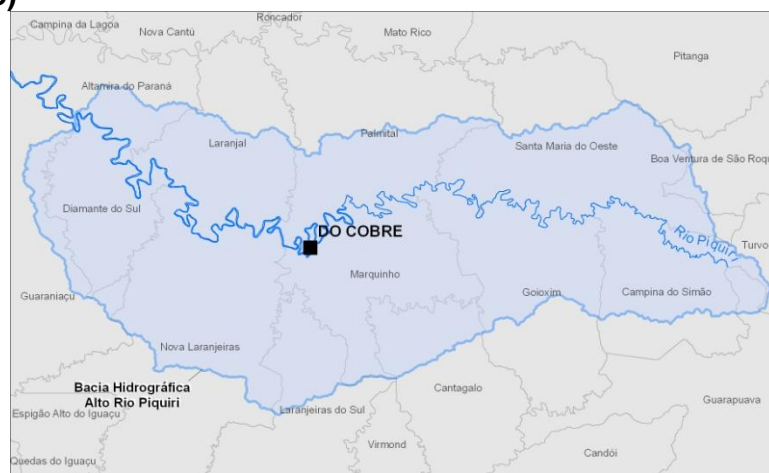 Roncador
Campina da Lagoa
Nova Cantú
Mato Rico
Pitanga
Altamira do Paraná
Laranjal
Palmital
Santa Maria do Oeste
Boa Ventura de São Roq
Diamante do Sul
DO COBRE
Rio Piquiri
Turvo
Marquinho
Guaraniaçu
Goioxim
Campina do Simão
Nova Laranjeiras
Bacia Hidrográfica
Alto Rio Piquiri
Cantagalo
Guarapuava
Espigão Alto do Iguaçu
Laranjeiras do Sul
Virmond
Candói
Quedas do Iguaçu